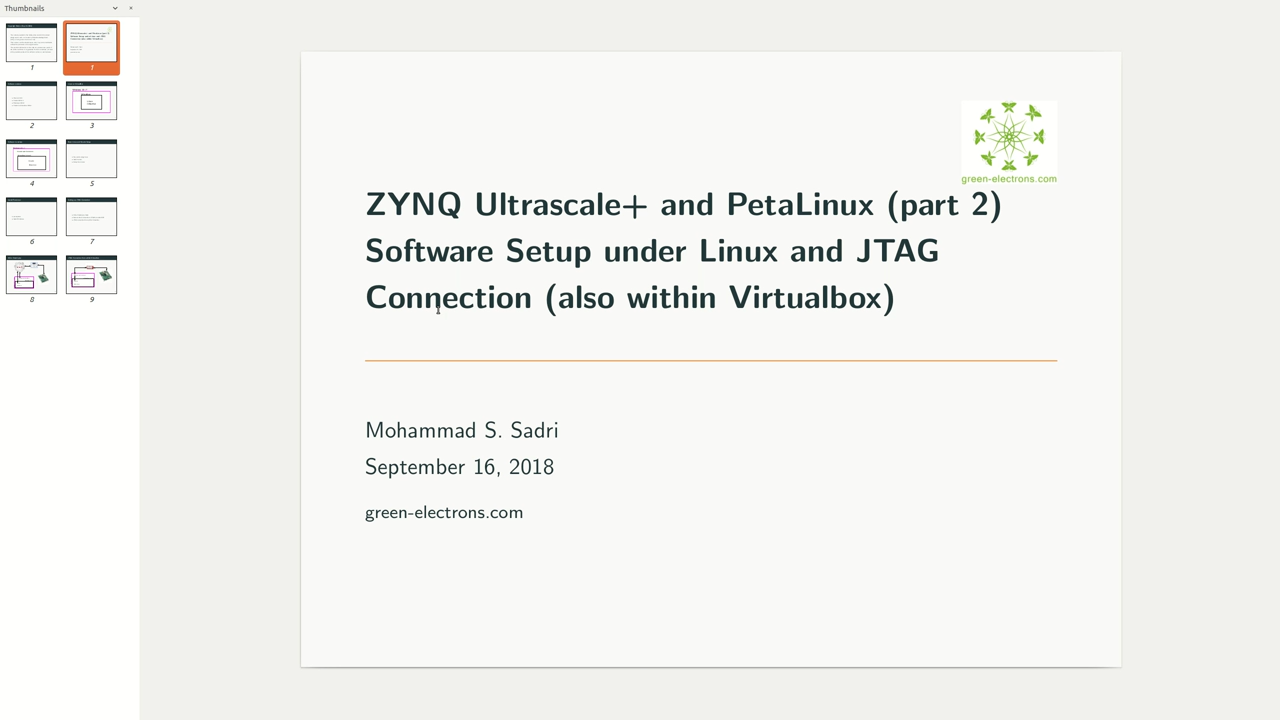 Thumbnails
1
1
2
3
4
5
6
7
8
9
green-electrons.com
ZYNQ Ultrascale+ and PetaLinux (part 2)
Software Setup under Linux and JTAG
Connection (also within Virtualbox)
Mohammad S. Sadri
September 16, 2018
green-electrons.com